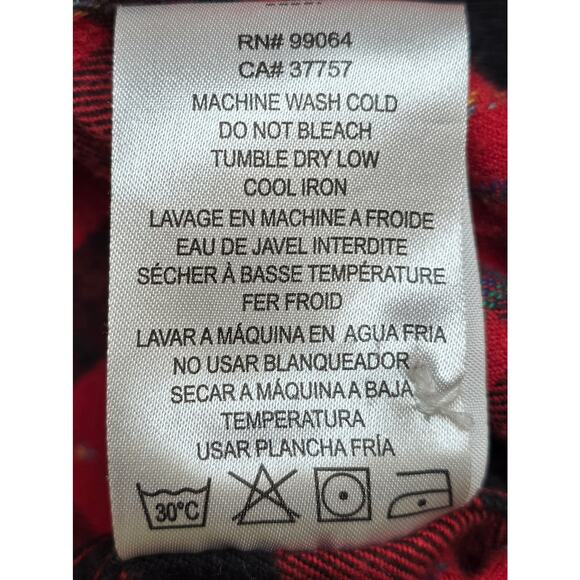 RN# 99064
CA# 37757
MACHINE WASH COLD
DO NOT BLEACH
TUMBLE DRY LOW
COOL IRON
LAVAGE EN MACHINE A FROIDE
EAU DE JAVEL INTERDITE
SÉCHER À BASSE TEMPÉRATURE
FER FROID
LAVAR A MÁQUINA EN AGUA FRIA
NO USAR BLANQUEADOR
SECAR A MÁQUINA A BAJA
TEMPERATURA
USAR PLANCHA FRÍA
30°C